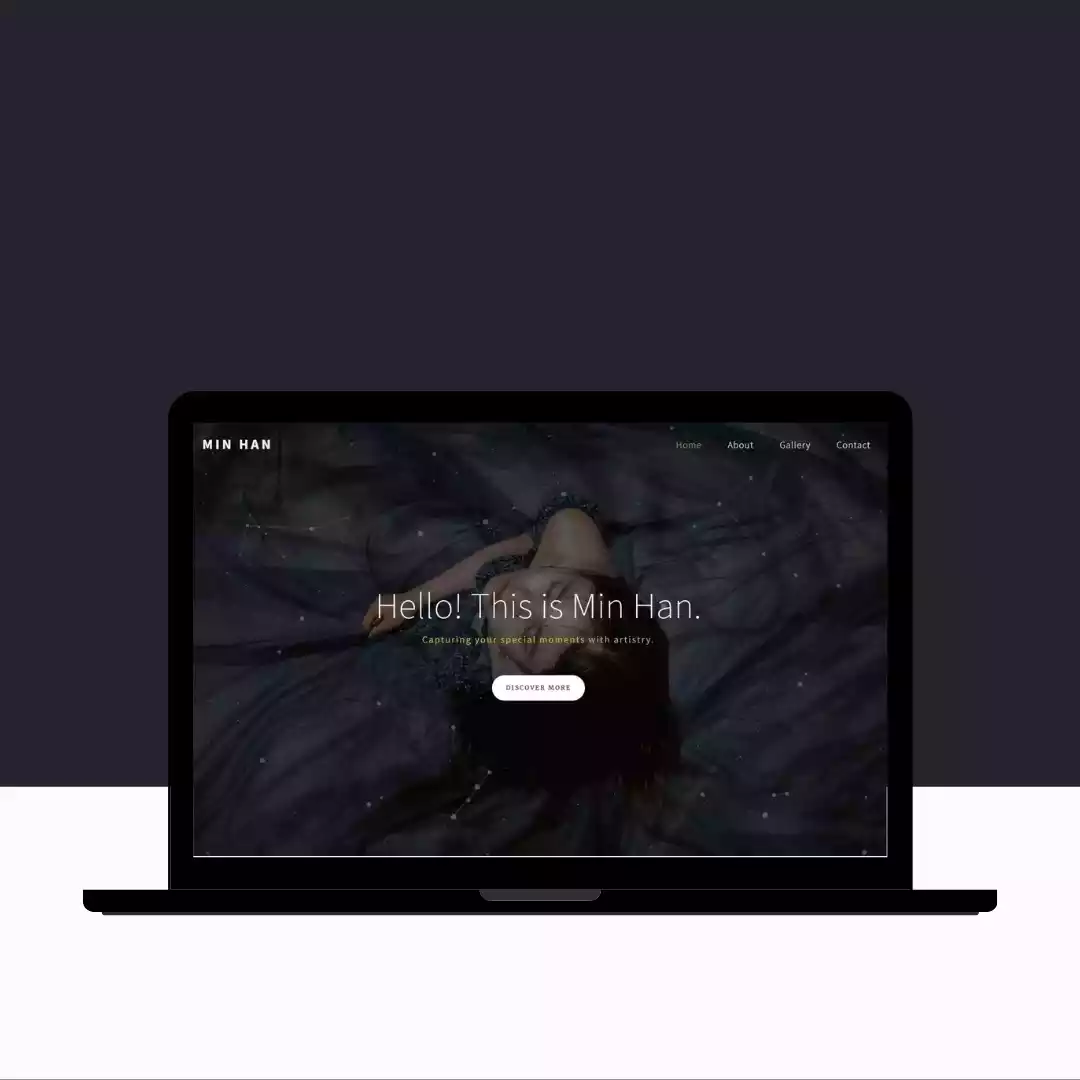 MIN HAN
Home About Gallery Contact
Hello! This is Min Han.
Capturing your special moments with artistry.
DISCOVER MORE